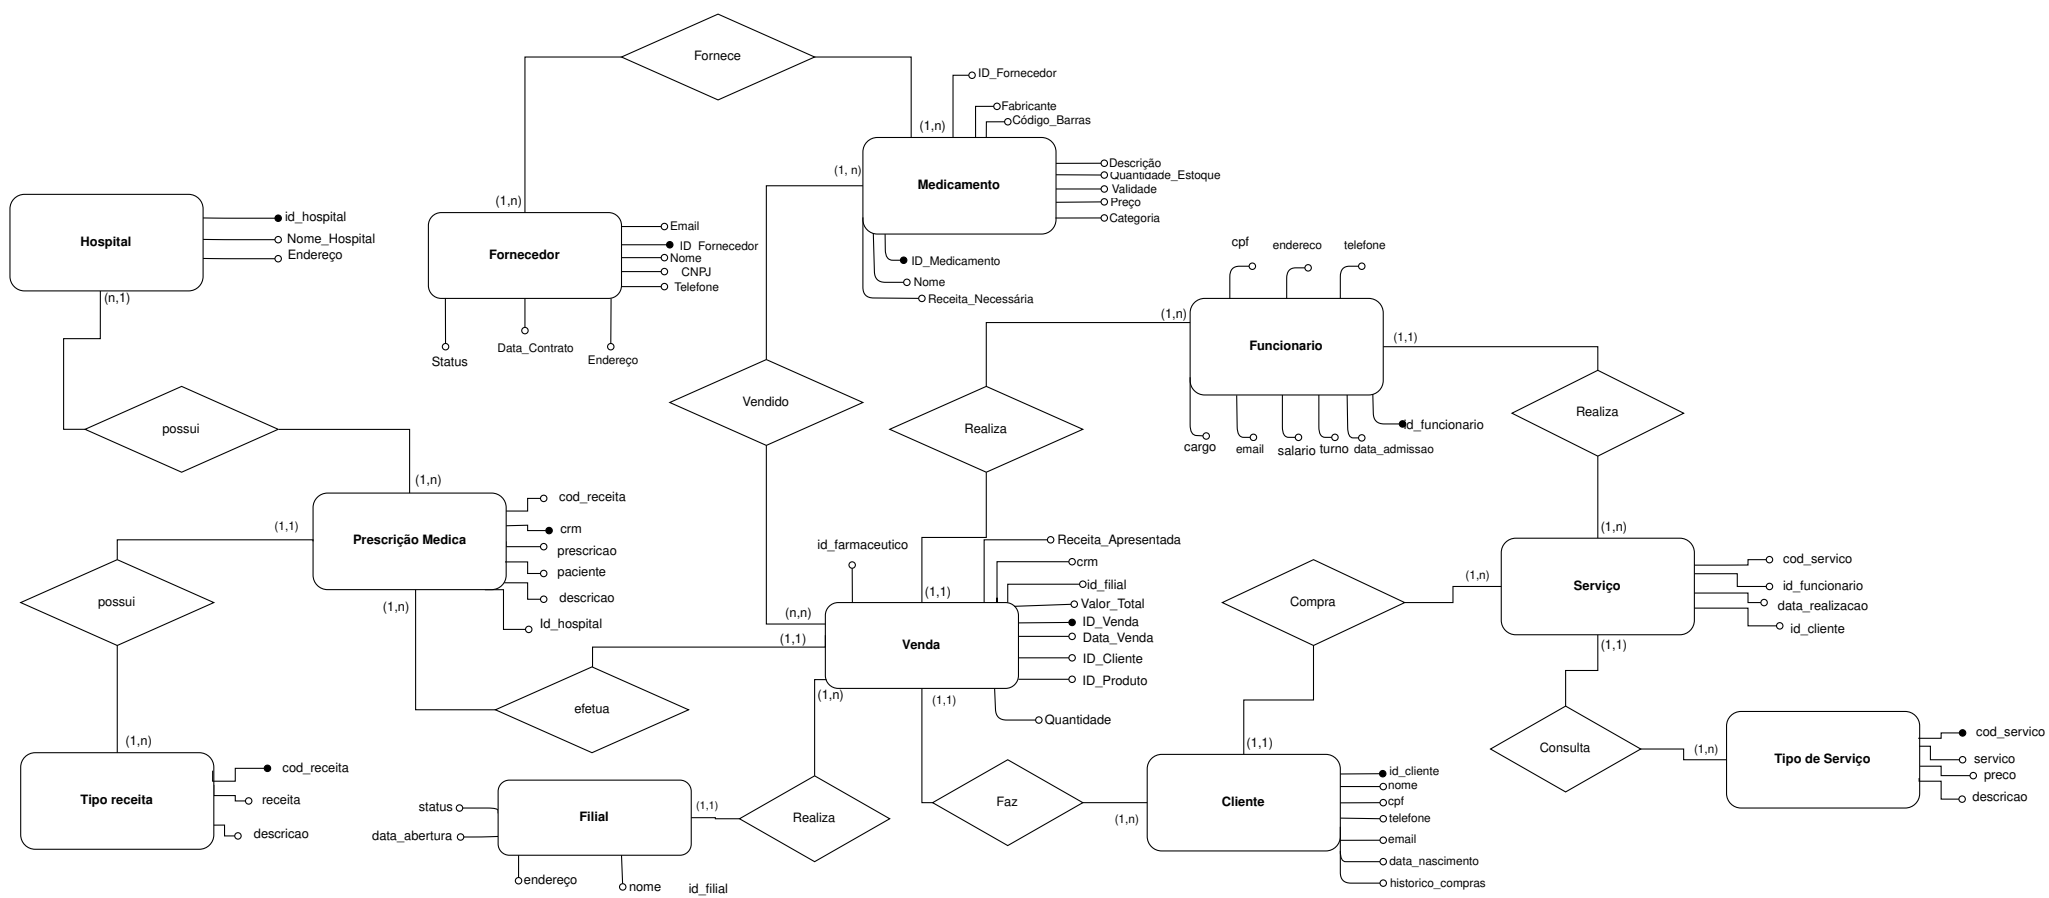 Fornece
ID_Fornecedor
Fabricante
Código_Barras
(1,n)
Descrição
Quantidade_Estoque
Validade
Preço
Categoria
(1, n)
Medicamento
ID_Medicamento
Nome
Receita_Necessária
(1,n)
Fornecedor
Email
ID_Fornecedor
Nome
CNPJ
Telefone
Status
Data_Contrato
Endereço
Hospital
id_hospital
Nome_Hospital
Endereço
(n,1)
possui
(1,n)
Vendido
cpf
endereco
telefone
(1,n)
Funcionario
(1,1)
cargo
email
salario
turno
data_admissao
id_funcionario
Realiza
Realiza
(1,n)
(1,1)
Prescrição Medica
cod_receita
crm
prescricao
paciente
descricao
Id_hospital
(1,n)
possui
(1,n)
efetua
id_farmaceutico
(1,1)
Receita_Apresentada
crm
id_filial
Valor_Total
ID_Venda
Data_Venda
ID_Cliente
ID_Produto
Quantidade
(n,n)
(1,1)
Venda
(1,n)
(1,1)
Compra
(1,n)
Serviço
cod_servico
id_funcionario
data_realizacao
id_cliente
(1,1)
Consulta
(1,n)
Tipo de Serviço
cod_servico
servico
preco
descricao
Tipo receita
cod_receita
receita
descricao
status
data_abertura
Filial
(1,1)
endereço
nome
id_filial
Realiza
Faz
(1,n)
(1,1)
Cliente
id_cliente
nome
cpf
telefone
email
data_nascimento
historico_compras